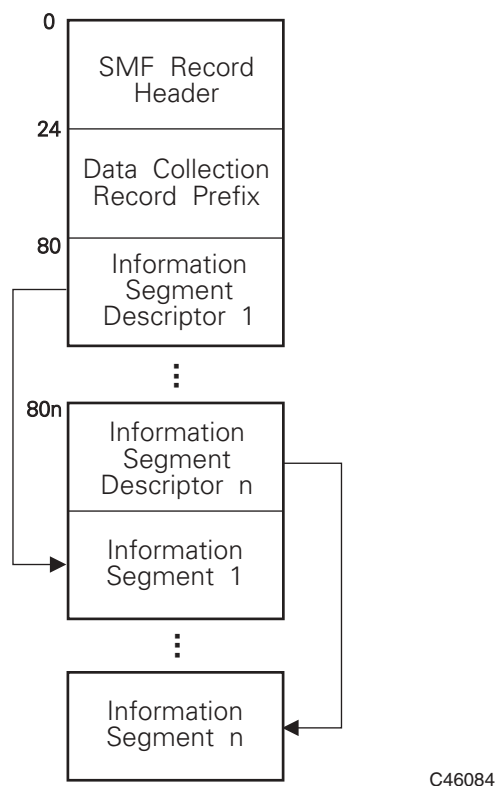 0
SMF Record
Header
24
Data Collection
Record Prefix
80
Information
Segment
Descriptor 1
...
80n
Information
Segment
Descriptor n
Information
Segment 1
...
Information
Segment n
C46084